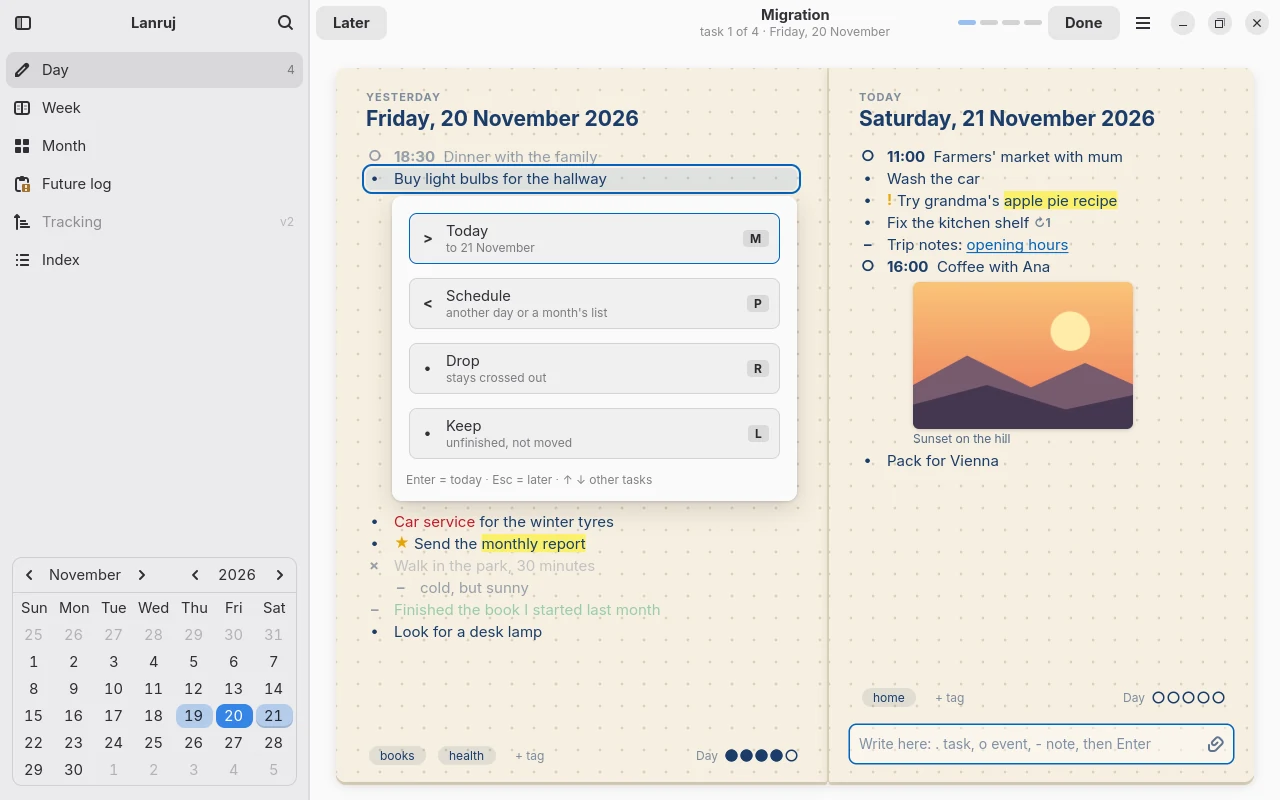 Lanruj
Day 4
Week
Month
Future log
Tracking v2
Index
November 2026
Sun Mon Tue Wed Thu Fri Sat
25 26 27 28 29 30 31
1 2 3 4 5 6 7
8 9 10 11 12 13 14
15 16 17 18 19 20 21
22 23 24 25 26 27 28
29 30 1 2 3 4 5
Later
Migration
task 1 of 4 · Friday, 20 November
Done
YESTERDAY
Friday, 20 November 2026
18:30 Dinner with the family
• Buy light bulbs for the hallway
> Today M
to 21 November
< Schedule P
another day or a month's list
• Drop R
stays crossed out
• Keep L
unfinished, not moved
Enter = today · Esc = later · ↑ ↓ other tasks
• Car service for the winter tyres
• ★ Send the monthly report
× Walk in the park, 30 minutes
– cold, but sunny
– Finished the book I started last month
• Look for a desk lamp
books health + tag Day
TODAY
Saturday, 21 November 2026
11:00 Farmers' market with mum
• Wash the car
• ! Try grandma's apple pie recipe
• Fix the kitchen shelf ↻1
– Trip notes: opening hours
16:00 Coffee with Ana
Sunset on the hill
• Pack for Vienna
home + tag Day
Write here: . task, o event, - note, then Enter